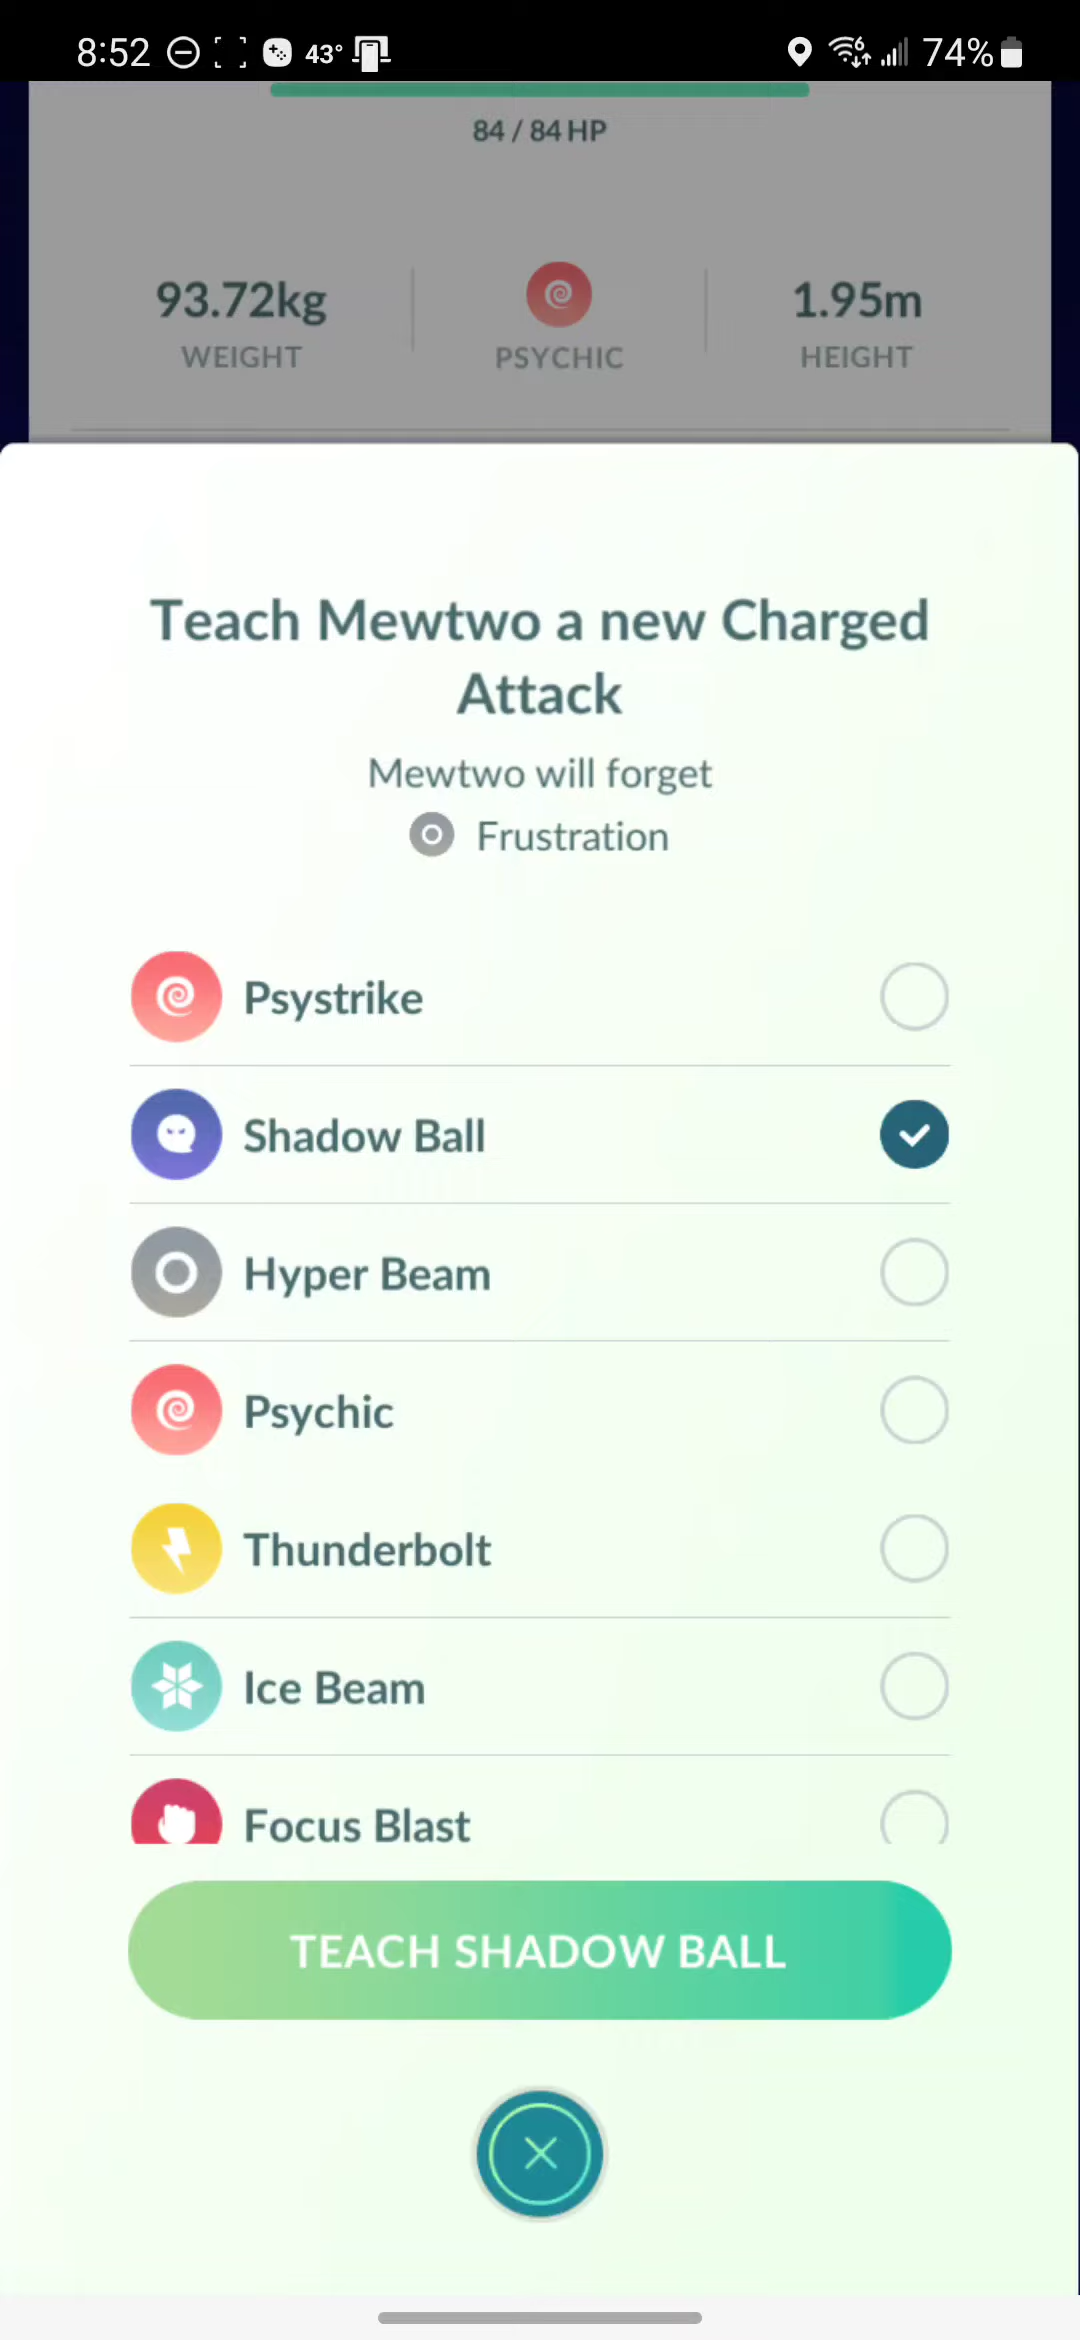 8:52 43° 74%
84 / 84 HP
93.72kg 1.95m
WEIGHT PSYCHIC HEIGHT
Teach Mewtwo a new Charged
Attack
Mewtwo will forget
Frustration
Psystrike
Shadow Ball
Hyper Beam
Psychic
Thunderbolt
Ice Beam
Focus Blast
TEACH SHADOW BALL